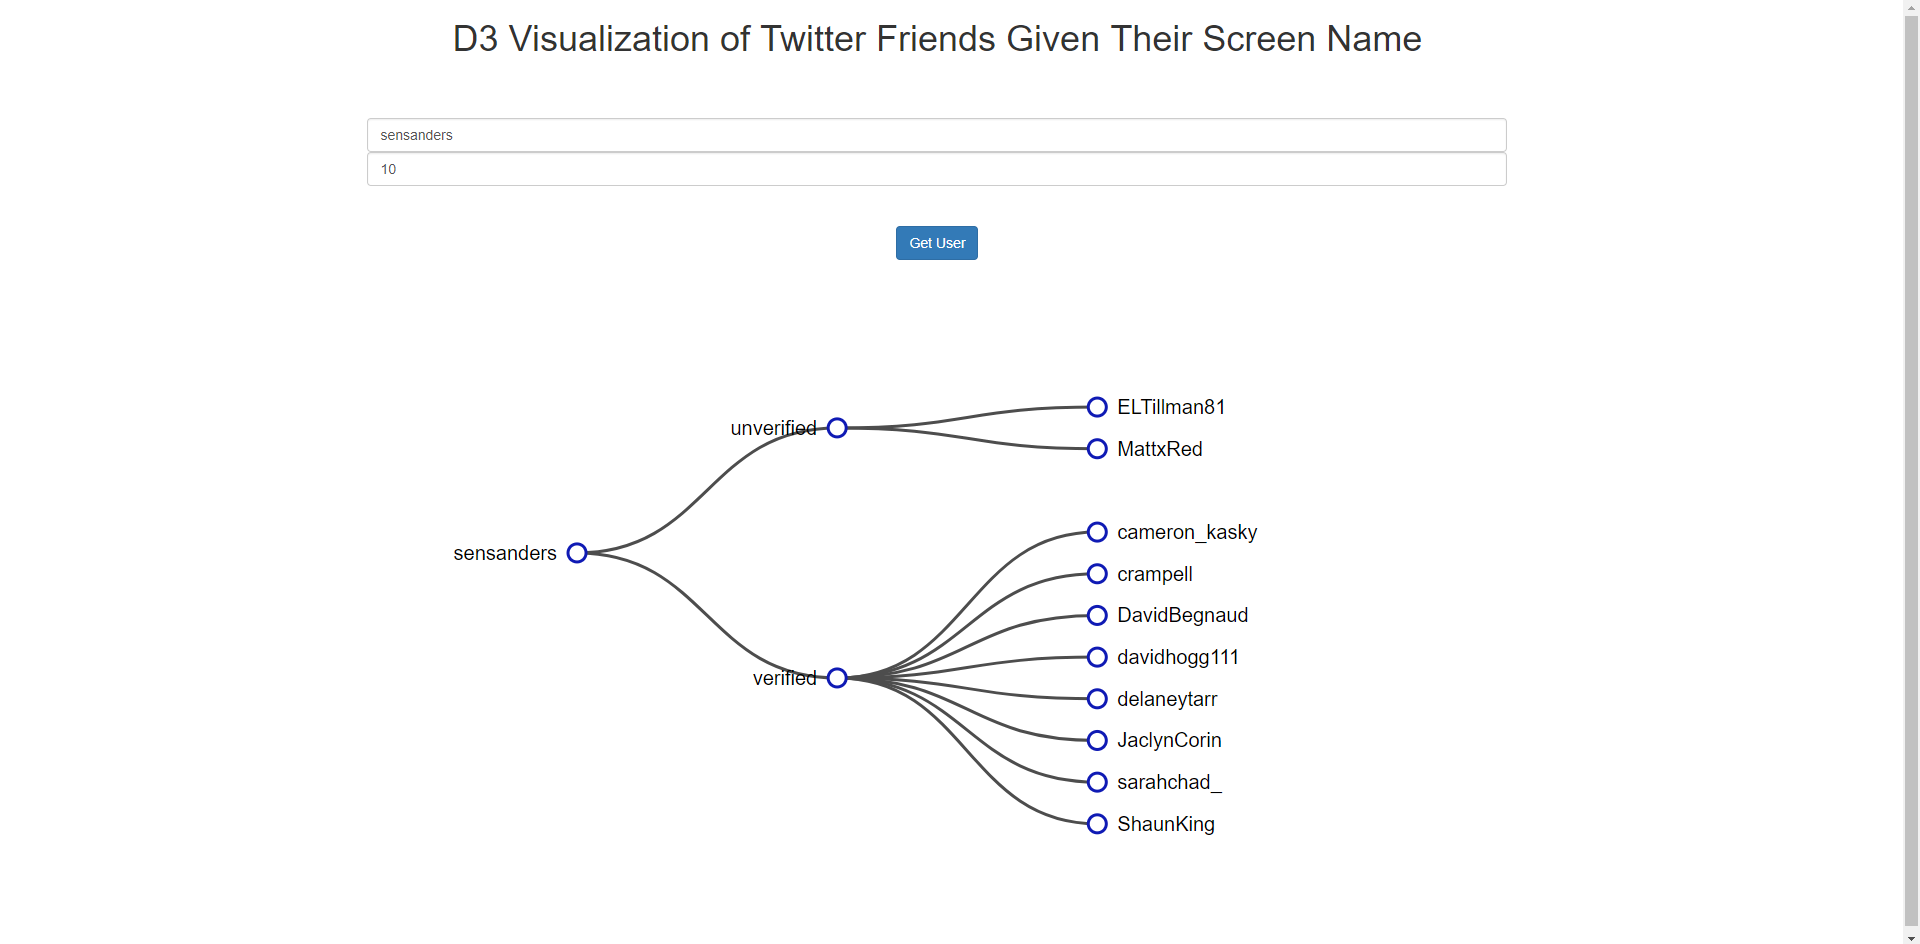 D3 Visualization of Twitter Friends Given Their Screen Name
sensanders
10
Get User
ELTillman81
unverified
MattxRed
cameron_kasky
sensanders
crampell
DavidBegnaud
davidhogg111
verified
delaneytarr
JaclynCorin
sarahchad_
ShaunKing